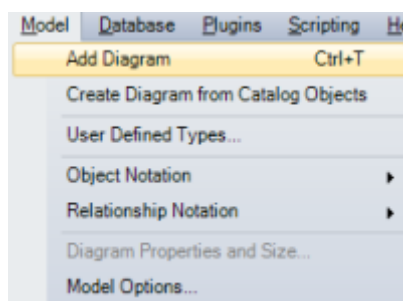 Model Database Plugins Scripting
Add Diagram Ctrl+T
Create Diagram from Catalog Objects
User Defined Types...
Object Notation
Relationship Notation
Diagram Properties and Size...
Model Options...